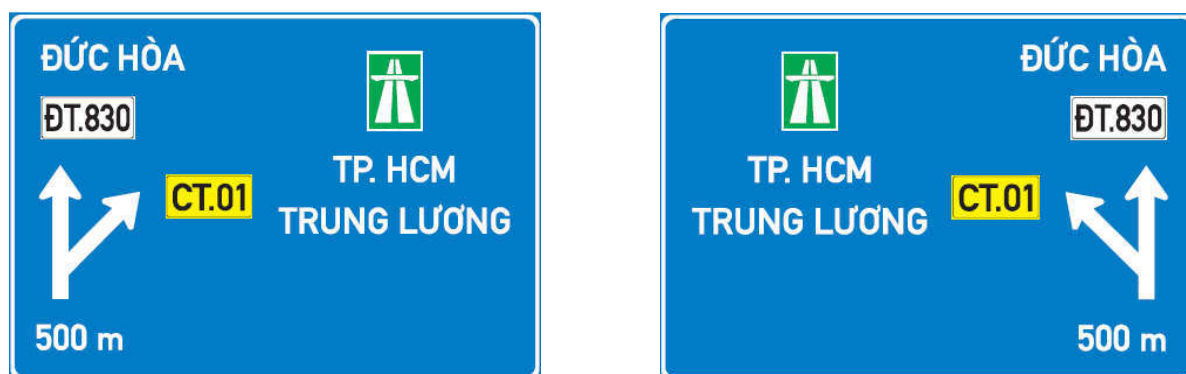 ĐỨC HÒA
ĐT.830
CT.01
TP. HCM
TRUNG LƯƠNG
500 m
ĐỨC HÒA
ĐT.830
TP. HCM
TRUNG LƯƠNG
CT.01
500 m